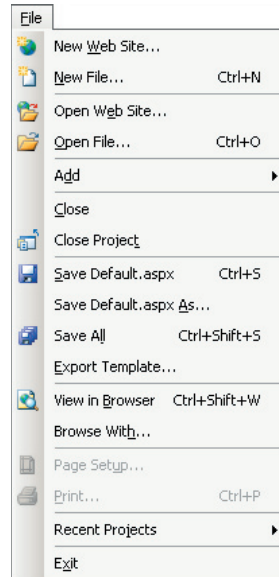 File
New Web Site...
New File... Ctrl+N
Open Web Site...
Open File... Ctrl+O
Add
Close
Close Project
Save Default.aspx Ctrl+S
Save Default.aspx As...
Save All Ctrl+Shift+S
Export Template...
View in Browser Ctrl+Shift+W
Browse With...
Page Setup...
Print... Ctrl+P
Recent Projects
Exit